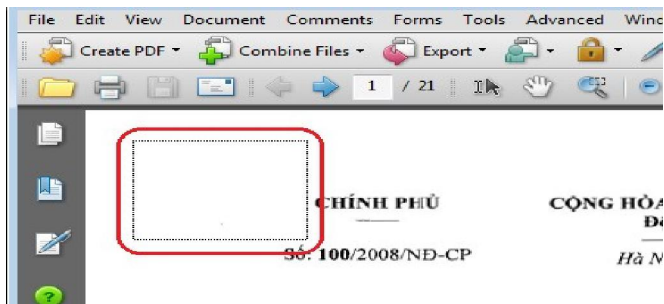 File Edit View Document Comments Forms Tools Advanced
Create PDF Combine Files Export
1 / 21
CHÍNH PHỦ CỘNG HÒA
Số: 100/2008/NĐ-CP Hà